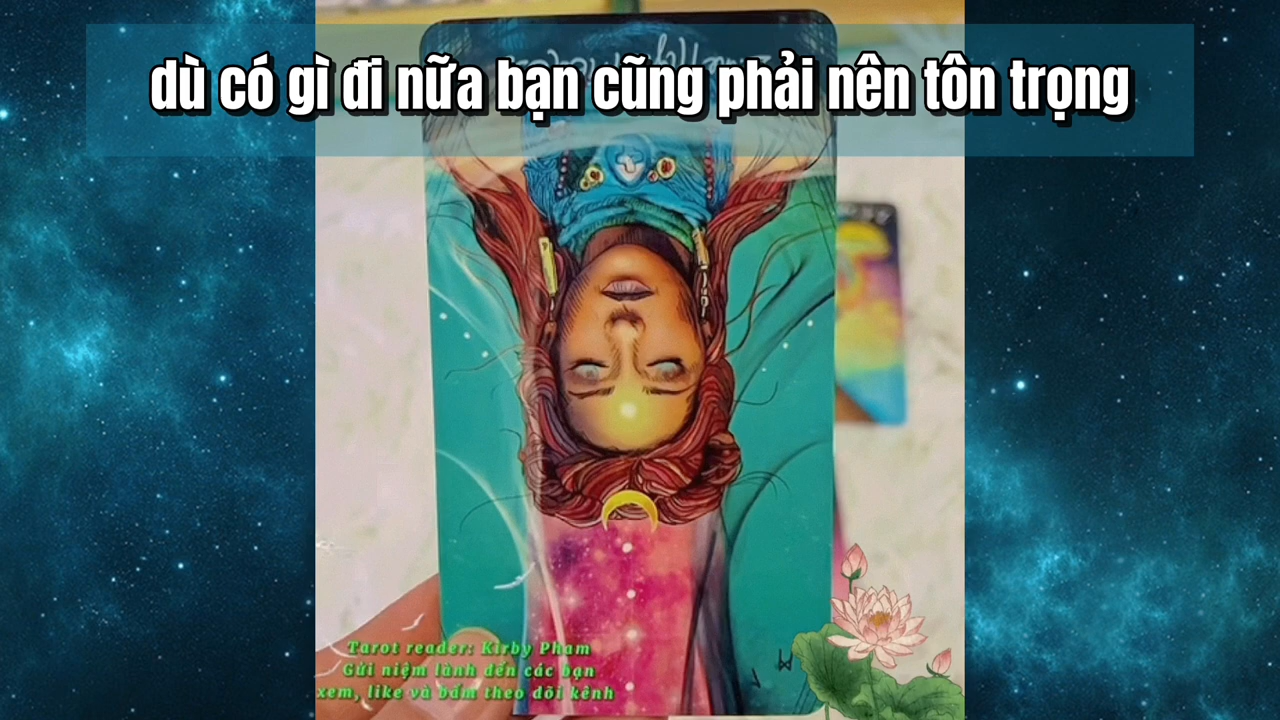 dù có gì đi nữa bạn cũng phải nên tôn trọng
Tarot reader: Kirby Pham
Gửi niệm lành đến các bạn
xem, like và bấm theo dõi kênh